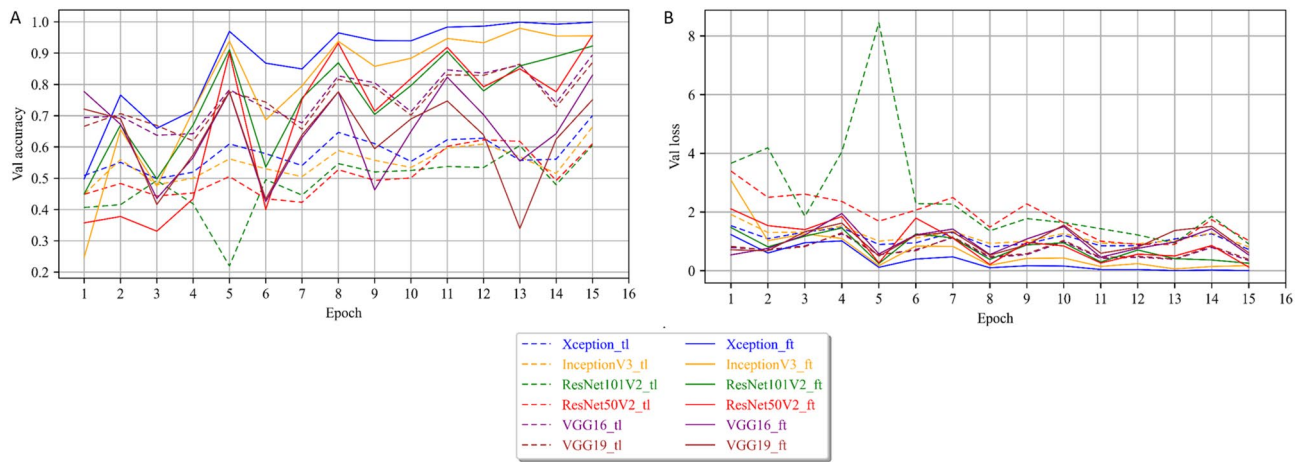 A
1.0
0.9
0.8
0.7
0.6
0.5
0.4
0.3
0.2
Val accuracy
1 2 3 4 5 6 7 8 9 10 11 12 13 14 15 16
Epoch
B
8
6
4
2
0
Val loss
1 2 3 4 5 6 7 8 9 10 11 12 13 14 15 16
Epoch
Xception_tl Xception_ft
InceptionV3_tl InceptionV3_ft
ResNet101V2_tl ResNet101V2_ft
ResNet50V2_tl ResNet50V2_ft
VGG16_tl VGG16_ft
VGG19_tl VGG19_ft